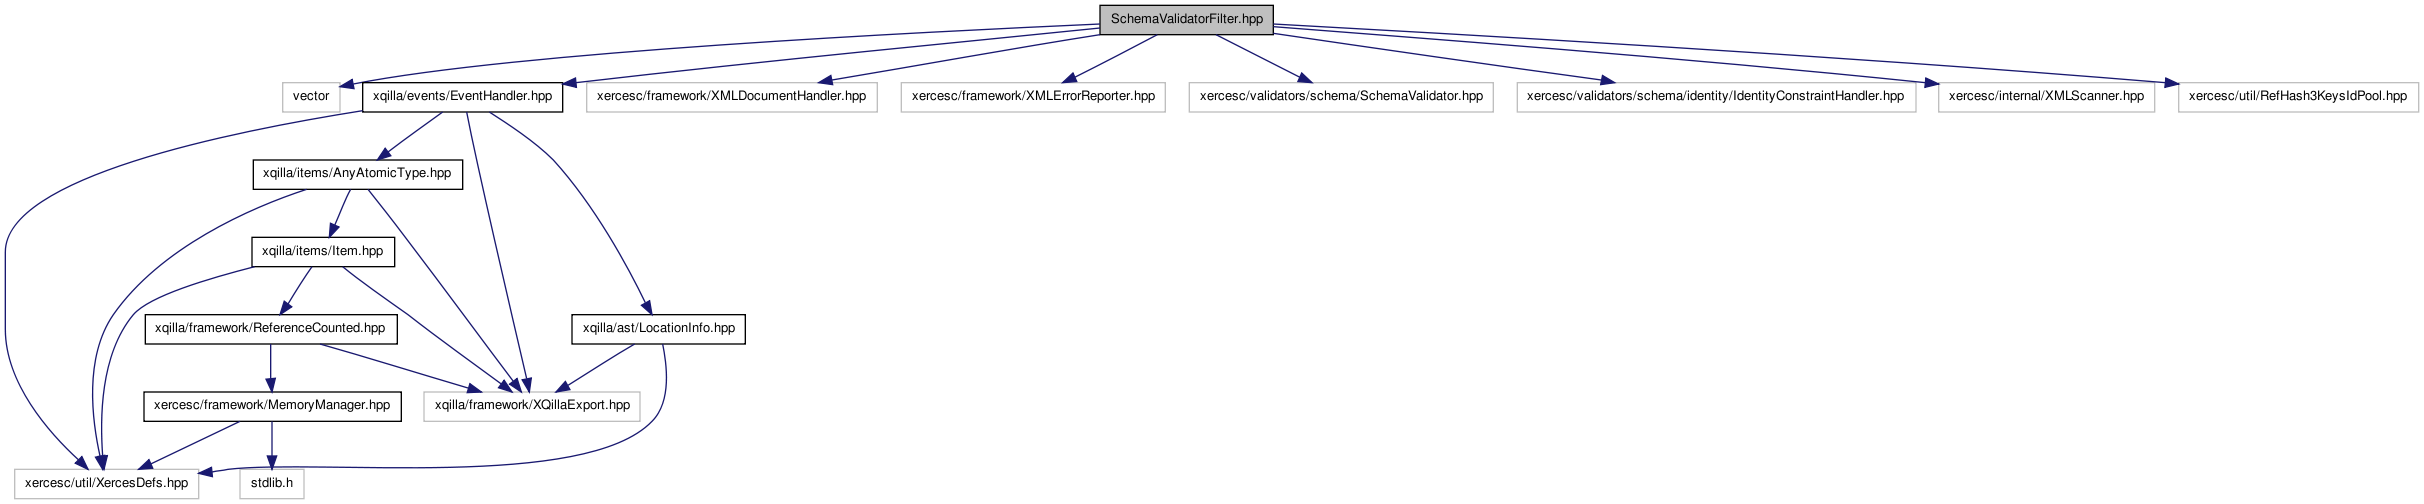 SchemaValidatorFilter.hpp
vector
xqilla/events/EventHandler.hpp
xercesc/framework/XMLDocumentHandler.hpp
xercesc/framework/XMLErrorReporter.hpp
xercesc/validators/schema/SchemaValidator.hpp
xercesc/validators/schema/identity/IdentityConstraintHandler.hpp
xercesc/internal/XMLScanner.hpp
xercesc/util/RefHash3KeysIdPool.hpp
xqilla/items/AnyAtomicType.hpp
xqilla/items/Item.hpp
xqilla/framework/ReferenceCounted.hpp
xqilla/ast/LocationInfo.hpp
xercesc/framework/MemoryManager.hpp
xqilla/framework/XQillaExport.hpp
xercesc/util/XercesDefs.hpp
stdlib.h